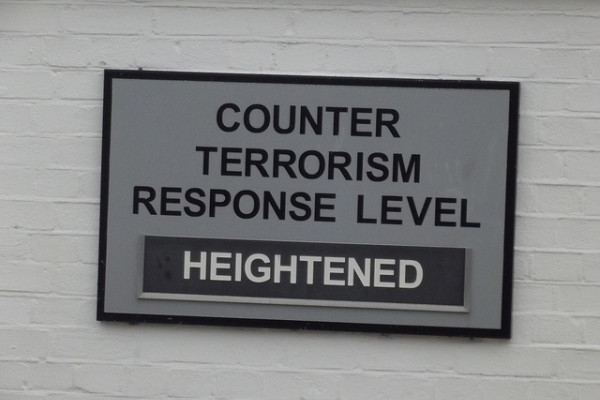 COUNTER
TERRORISM
RESPONSE LEVEL
HEIGHTENED